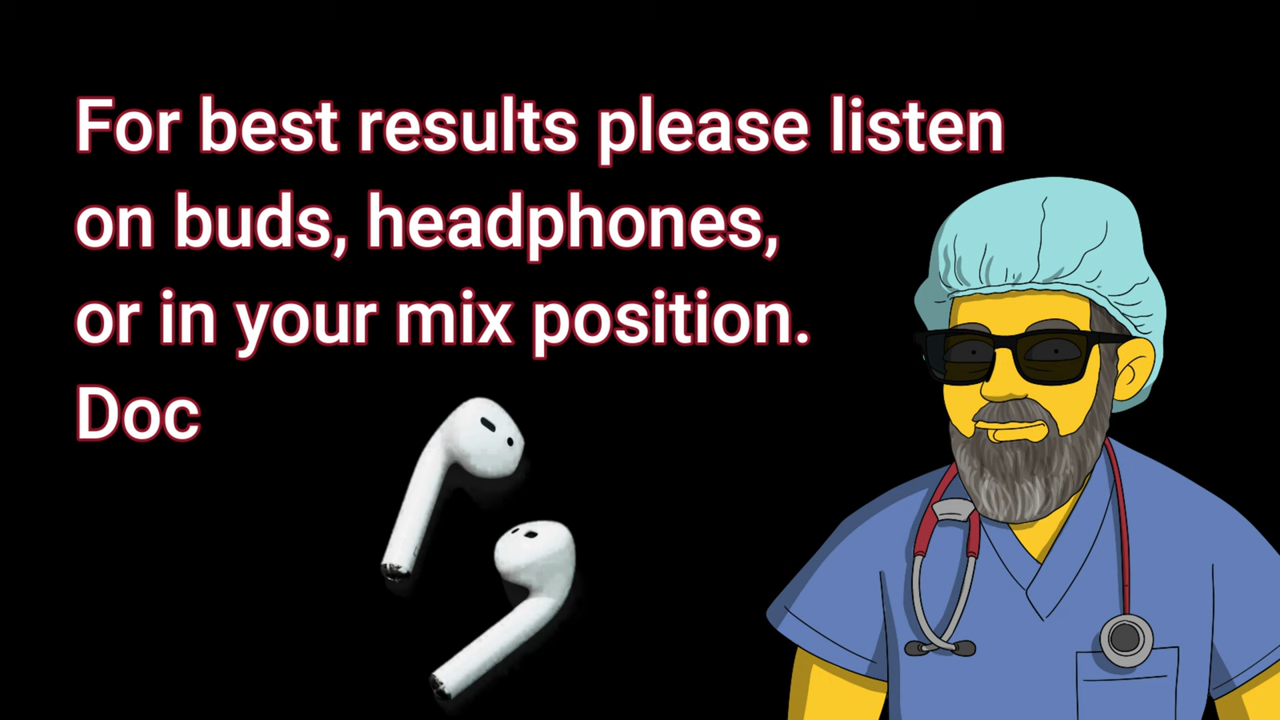 For best results please listen
on buds, headphones,
or in your mix position.
Doc